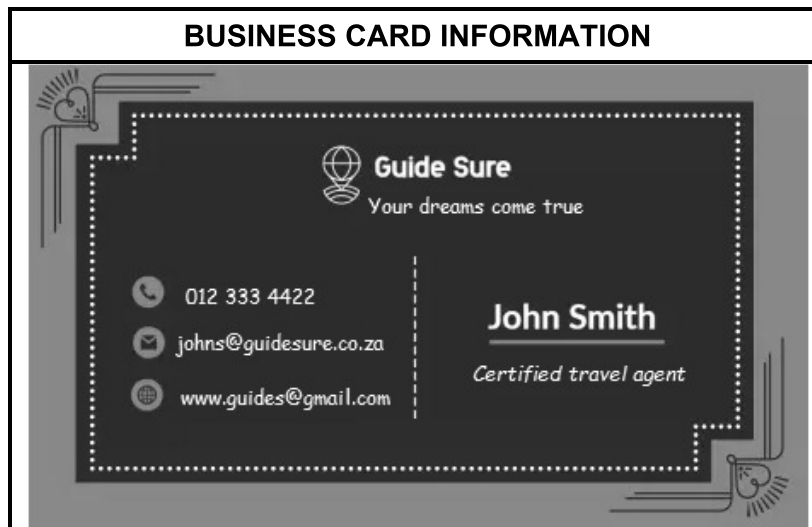 BUSINESS CARD INFORMATION
Guide Sure
Your dreams come true
012 333 4422
johns@guidesure.co.za
www.guides@gmail.com
John Smith
Certified travel agent